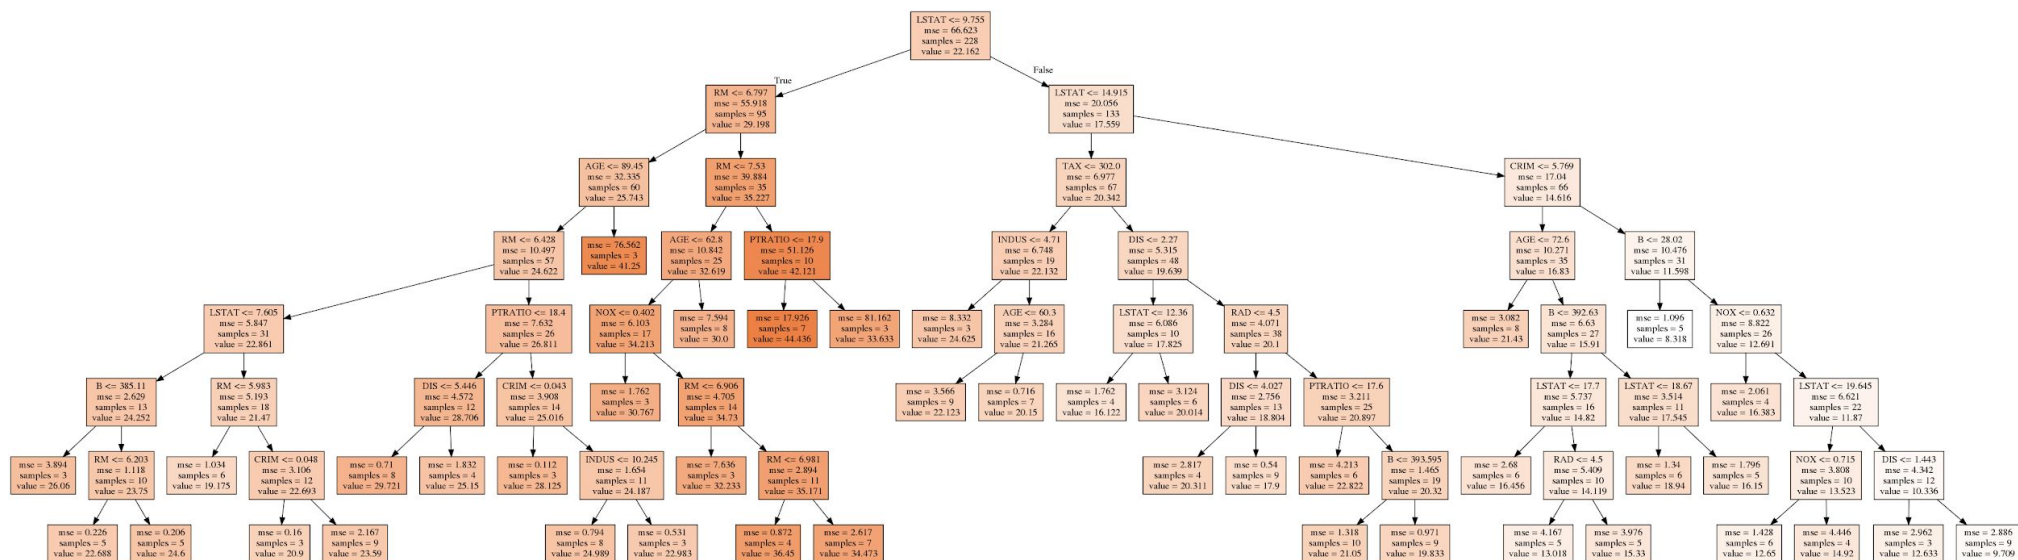 LSTAT <= 9.755
mse = 66.623
samples = 228
value = 22.162
True
False
RM <= 6.797
mse = 55.918
samples = 95
value = 29.198
LSTAT <= 14.915
mse = 20.056
samples = 133
value = 17.559
AGE <= 89.45
mse = 32.335
samples = 60
value = 25.743
RM <= 7.53
mse = 39.884
samples = 35
value = 35.227
TAX <= 302.0
mse = 6.977
samples = 67
value = 20.342
CRIM <= 5.769
mse = 17.04
samples = 66
value = 14.616
RM <= 6.428
mse = 10.497
samples = 57
value = 24.622
mse = 76.562
samples = 3
value = 41.25
AGE <= 62.8
mse = 10.842
samples = 25
value = 32.619
PTRATIO <= 17.9
mse = 51.126
samples = 10
value = 42.121
INDUS <= 4.71
mse = 6.748
samples = 19
value = 22.132
DIS <= 2.27
mse = 5.315
samples = 48
value = 19.639
AGE <= 72.6
mse = 10.271
samples = 35
value = 16.83
B <= 28.02
mse = 10.476
samples = 31
value = 11.598
LSTAT <= 7.605
mse = 5.847
samples = 31
value = 22.861
PTRATIO <= 18.4
mse = 7.632
samples = 26
value = 26.811
NOX <= 0.402
mse = 6.103
samples = 17
value = 34.213
mse = 7.594
samples = 8
value = 30.0
mse = 17.926
samples = 7
value = 44.436
mse = 81.162
samples = 3
value = 33.633
mse = 8.332
samples = 3
value = 24.625
AGE <= 60.3
mse = 3.284
samples = 16
value = 21.265
LSTAT <= 12.36
mse = 6.086
samples = 10
value = 17.825
RAD <= 4.5
mse = 4.071
samples = 38
value = 20.1
mse = 3.082
samples = 8
value = 21.43
B <= 392.63
mse = 6.63
samples = 27
value = 15.91
mse = 1.096
samples = 5
value = 8.318
NOX <= 0.632
mse = 8.822
samples = 26
value = 12.691
B <= 385.11
mse = 2.629
samples = 13
value = 24.252
RM <= 5.983
mse = 5.193
samples = 18
value = 21.47
DIS <= 5.446
mse = 4.572
samples = 12
value = 28.706
CRIM <= 0.043
mse = 3.908
samples = 14
value = 25.016
mse = 1.762
samples = 3
value = 30.767
RM <= 6.906
mse = 4.705
samples = 14
value = 34.73
mse = 3.566
samples = 9
value = 22.123
mse = 0.716
samples = 7
value = 20.15
mse = 1.762
samples = 4
value = 16.122
mse = 3.124
samples = 6
value = 20.014
DIS <= 4.027
mse = 2.756
samples = 13
value = 18.804
PTRATIO <= 17.6
mse = 3.211
samples = 25
value = 20.897
LSTAT <= 17.7
mse = 5.737
samples = 16
value = 14.82
LSTAT <= 18.67
mse = 3.514
samples = 11
value = 17.545
mse = 2.061
samples = 4
value = 16.383
LSTAT <= 19.645
mse = 6.621
samples = 22
value = 11.87
mse = 3.894
samples = 3
value = 26.06
RM <= 6.203
mse = 1.118
samples = 10
value = 23.75
mse = 1.034
samples = 6
value = 19.175
CRIM <= 0.048
mse = 3.106
samples = 12
value = 22.693
mse = 0.71
samples = 8
value = 29.721
mse = 1.832
samples = 4
value = 25.15
mse = 0.112
samples = 3
value = 28.125
INDUS <= 10.245
mse = 1.654
samples = 11
value = 24.187
mse = 7.636
samples = 3
value = 32.233
RM <= 6.981
mse = 2.894
samples = 11
value = 35.171
mse = 2.817
samples = 4
value = 20.311
mse = 0.54
samples = 9
value = 17.9
mse = 4.213
samples = 6
value = 22.822
B <= 393.595
mse = 1.465
samples = 19
value = 20.32
mse = 2.68
samples = 6
value = 16.456
RAD <= 4.5
mse = 5.409
samples = 10
value = 14.119
mse = 1.34
samples = 6
value = 18.94
mse = 1.796
samples = 5
value = 16.15
NOX <= 0.715
mse = 3.808
samples = 10
value = 13.523
DIS <= 1.443
mse = 4.342
samples = 12
value = 10.336
mse = 0.226
samples = 5
value = 22.688
mse = 0.206
samples = 5
value = 24.6
mse = 0.16
samples = 3
value = 20.9
mse = 2.167
samples = 9
value = 23.59
mse = 0.794
samples = 8
value = 24.989
mse = 0.531
samples = 3
value = 22.983
mse = 0.872
samples = 4
value = 36.45
mse = 2.617
samples = 7
value = 34.473
mse = 1.318
samples = 10
value = 21.05
mse = 0.971
samples = 9
value = 19.833
mse = 4.167
samples = 5
value = 13.018
mse = 3.976
samples = 5
value = 15.33
mse = 1.428
samples = 6
value = 12.65
mse = 4.446
samples = 4
value = 14.92
mse = 2.962
samples = 3
value = 12.633
mse = 2.886
samples = 9
value = 9.709